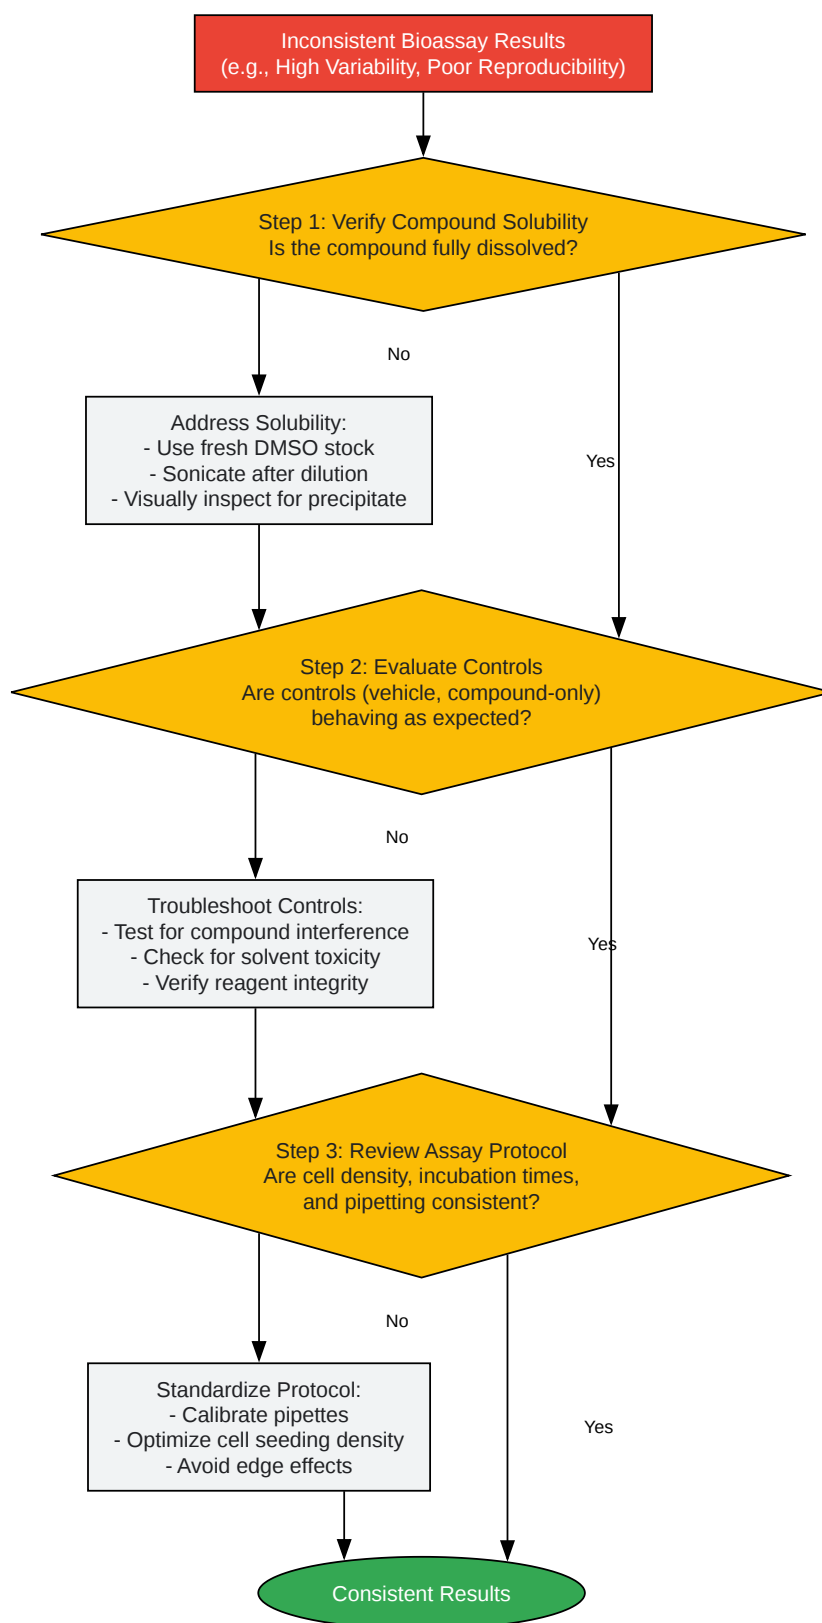 Inconsistent Bioassay Results
(e.g., High Variability, Poor Reproducibility)
Step 1: Verify Compound Solubility
Is the compound fully dissolved?
No
Address Solubility:
- Use fresh DMSO stock
- Sonicate after dilution
- Visually inspect for precipitate
Yes
Step 2: Evaluate Controls
Are controls (vehicle, compound-only)
behaving as expected?
No
Troubleshoot Controls:
- Test for compound interference
- Check for solvent toxicity
- Verify reagent integrity
Yes
Step 3: Review Assay Protocol
Are cell density, incubation times,
and pipetting consistent?
No
Standardize Protocol:
- Calibrate pipettes
- Optimize cell seeding density
- Avoid edge effects
Yes
Consistent Results